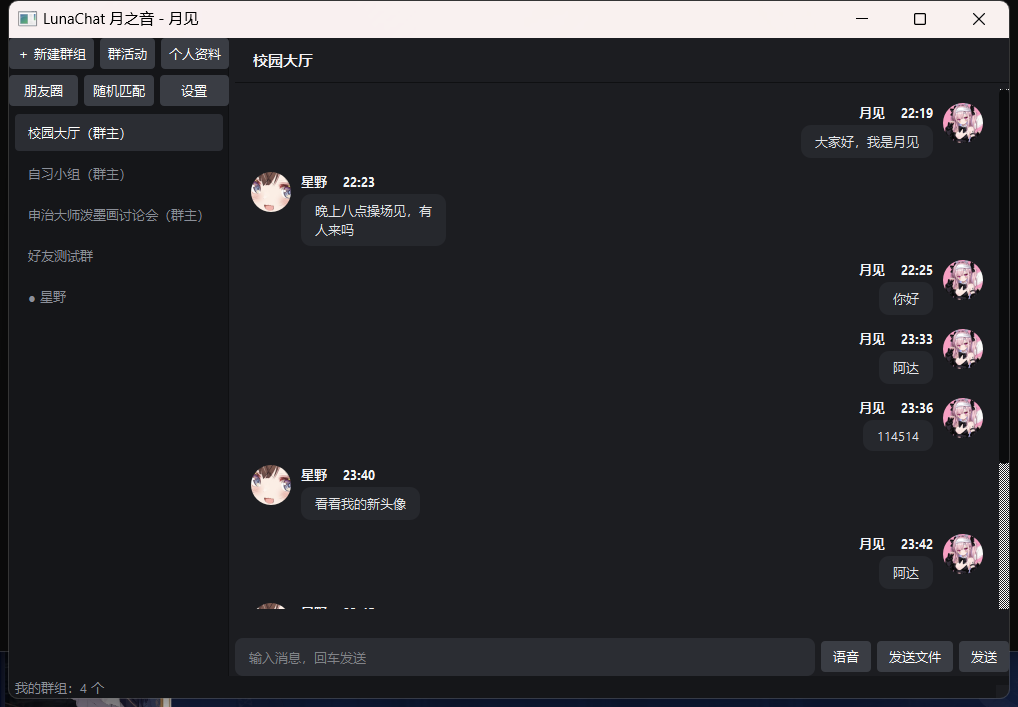 LunaChat 月之音 - 月见
+ 新建群组 群活动 个人资料
朋友圈 随机匹配 设置
校园大厅（群主）
自习小组（群主）
申治大师泼墨画讨论会（群主）
好友测试群
● 星野
我的群组：4 个
校园大厅
月见 22:19
大家好，我是月见
星野 22:23
晚上八点操场见，有
人来吗
月见 22:25
你好
月见 23:33
阿达
月见 23:36
114514
星野 23:40
看看我的新头像
月见 23:42
阿达
输入消息，回车发送
语音 发送文件 发送